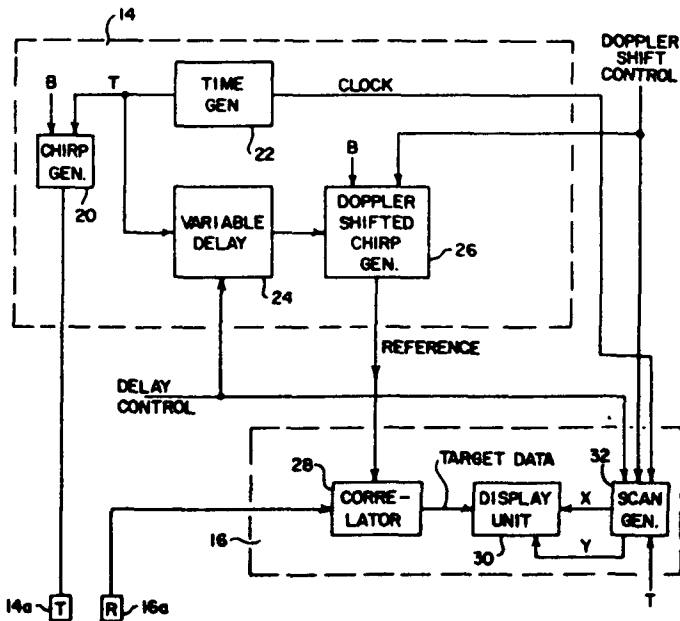 14
DOPPLER
SHIFT
CONTROL
B
T
TIME
GEN
22
CLOCK
CHIRP
GEN.
20
VARIABLE
DELAY
24
B
DOPPLER
SHIFTED
CHIRP
GEN.
26
REFERENCE
DELAY
CONTROL
28
CORRE-
LATOR
TARGET DATA
DISPLAY
UNIT
30
X
Y
32
SCAN
GEN.
16
T
14a
T
R
16a